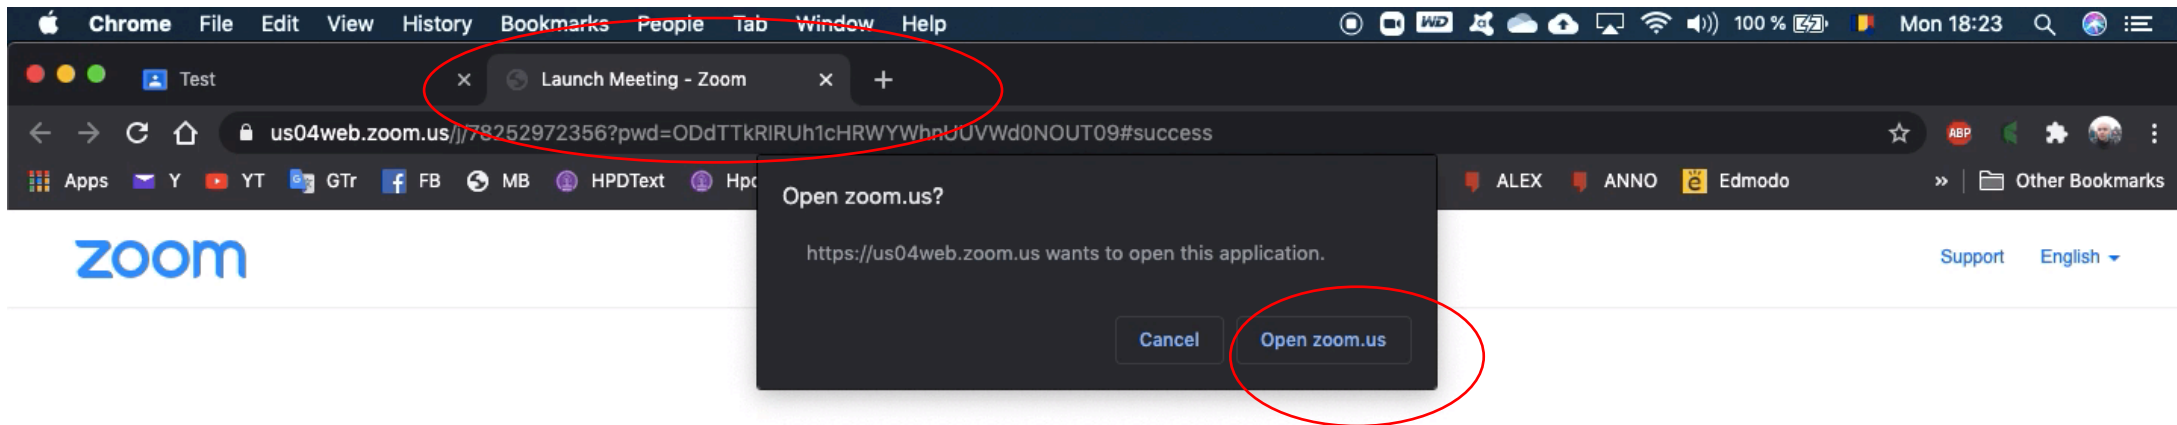 Chrome File Edit View History Bookmarks People Tab Window Help 100 % Mon 18:23
Test Launch Meeting - Zoom
us04web.zoom.us/j/78252972356?pwd=ODdTTkRIRUh1cHRWYWhnUUVWd0NOUT09#success ABP
Apps Y YT GTr FB MB HPDText ALEX ANNO Edmodo » Other Bookmarks
Open zoom.us?
https://us04web.zoom.us wants to open this application.
zoom Support English
Cancel Open zoom.us